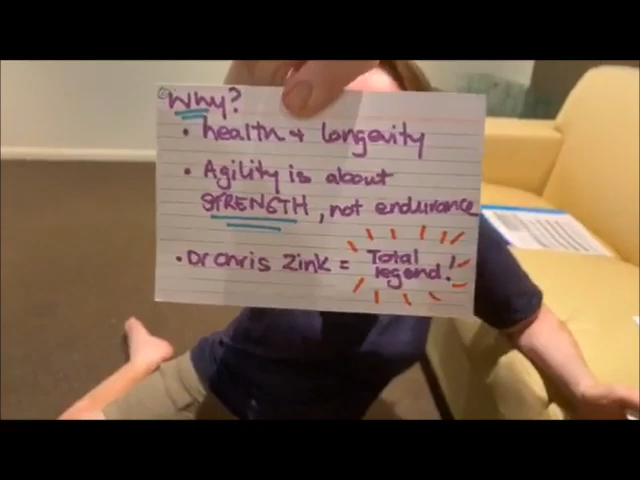 Why?
• health + longevity
• Agility is about
STRENGTH, not endurance
• Dr Chris Zink = Total
legend!